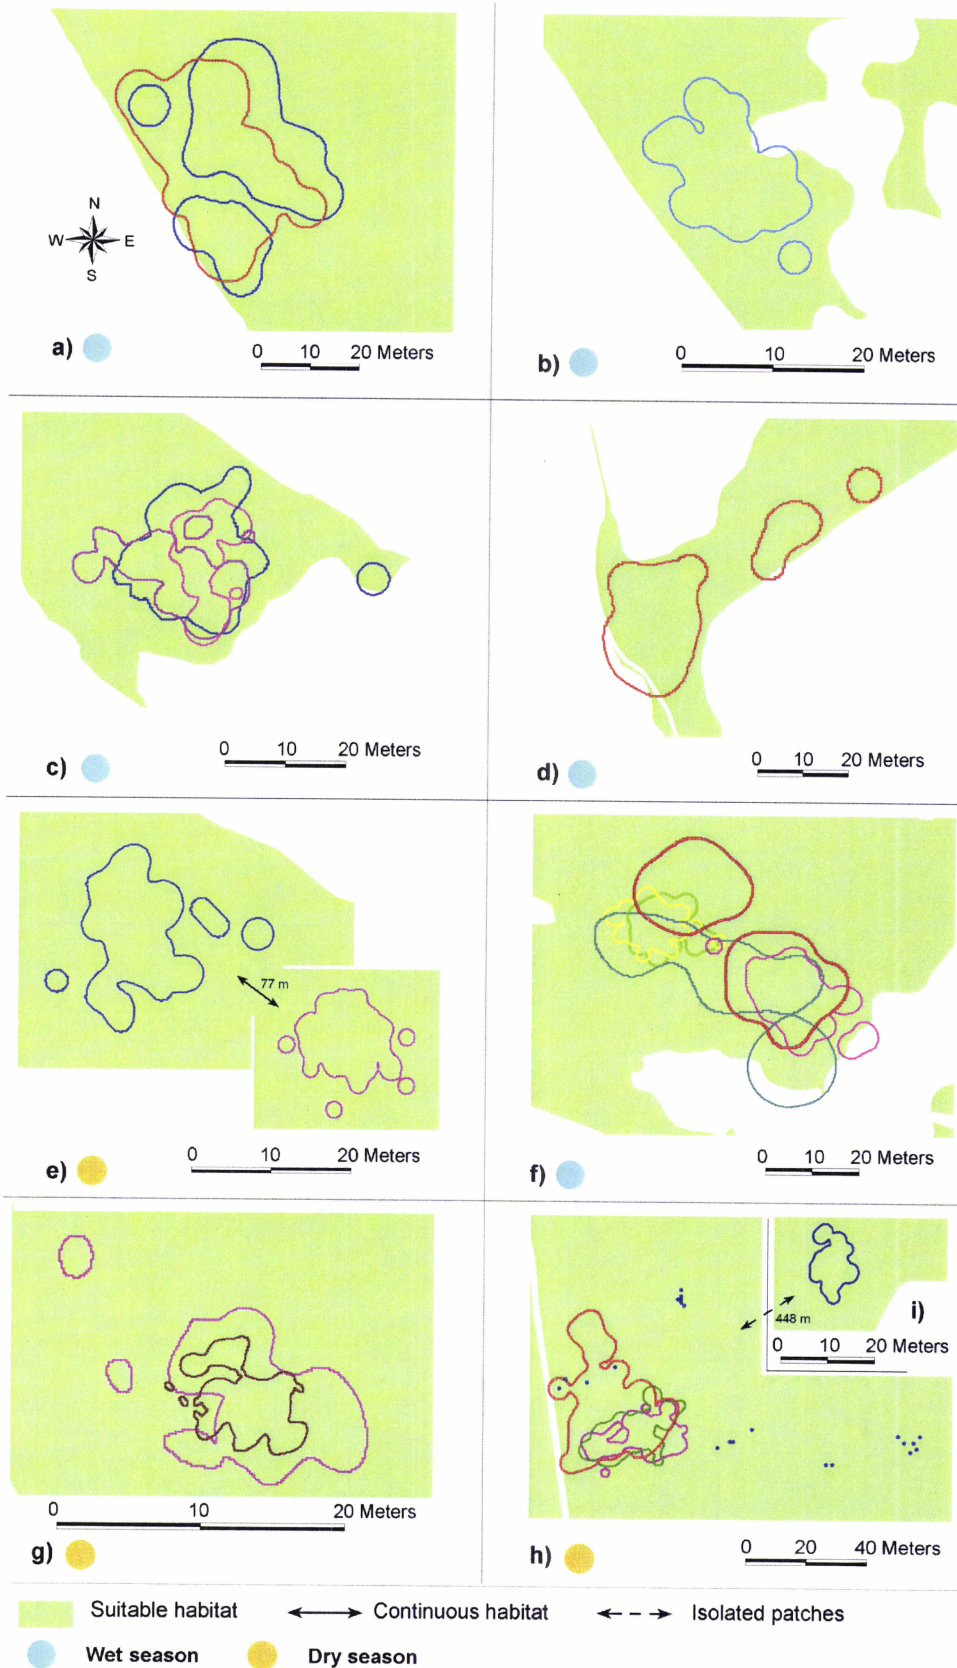 N
W E
S
a) 0 10 20 Meters
b) 0 10 20 Meters
c) 0 10 20 Meters
d) 0 10 20 Meters
77 m
e) 0 10 20 Meters
f) 0 10 20 Meters
g) 0 10 20 Meters
448 m
i)
0 10 20 Meters
h) 0 20 40 Meters
Suitable habitat Continuous habitat Isolated patches
Wet season Dry season